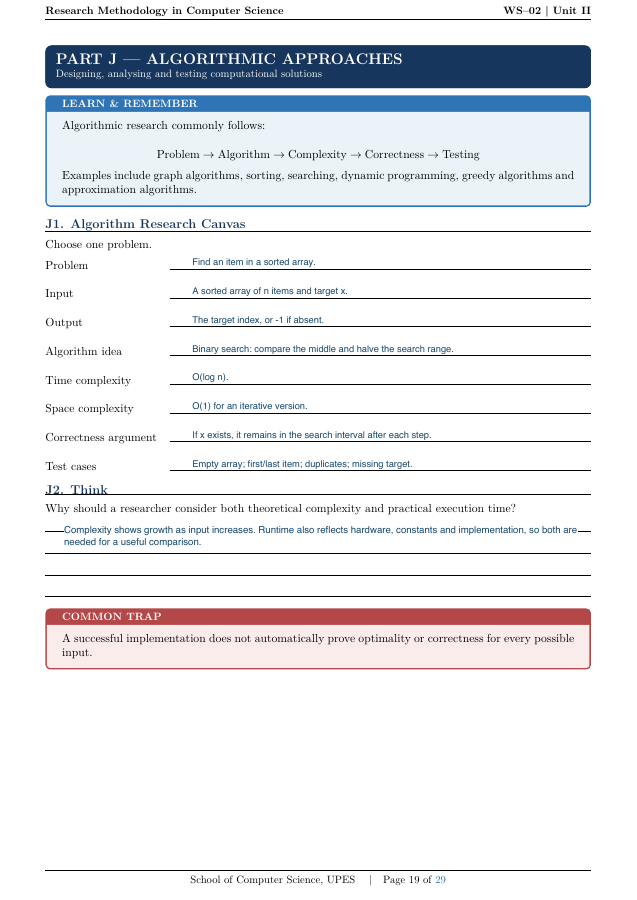 Research Methodology in Computer Science    WS–02 | Unit II
PART J — ALGORITHMIC APPROACHES
Designing, analysing and testing computational solutions
LEARN & REMEMBER
Algorithmic research commonly follows:
Problem → Algorithm → Complexity → Correctness → Testing
Examples include graph algorithms, sorting, searching, dynamic programming, greedy algorithms and
approximation algorithms.
J1. Algorithm Research Canvas
Choose one problem.
Problem    Find an item in a sorted array.
Input    A sorted array of n items and target x.
Output    The target index, or -1 if absent.
Algorithm idea    Binary search: compare the middle and halve the search range.
Time complexity    O(log n).
Space complexity    O(1) for an iterative version.
Correctness argument    If x exists, it remains in the search interval after each step.
Test cases    Empty array; first/last item; duplicates; missing target.
J2. Think
Why should a researcher consider both theoretical complexity and practical execution time?
Complexity shows growth as input increases. Runtime also reflects hardware, constants and implementation, so both are
needed for a useful comparison.
COMMON TRAP
A successful implementation does not automatically prove optimality or correctness for every possible
input.
School of Computer Science, UPES | Page 19 of 29